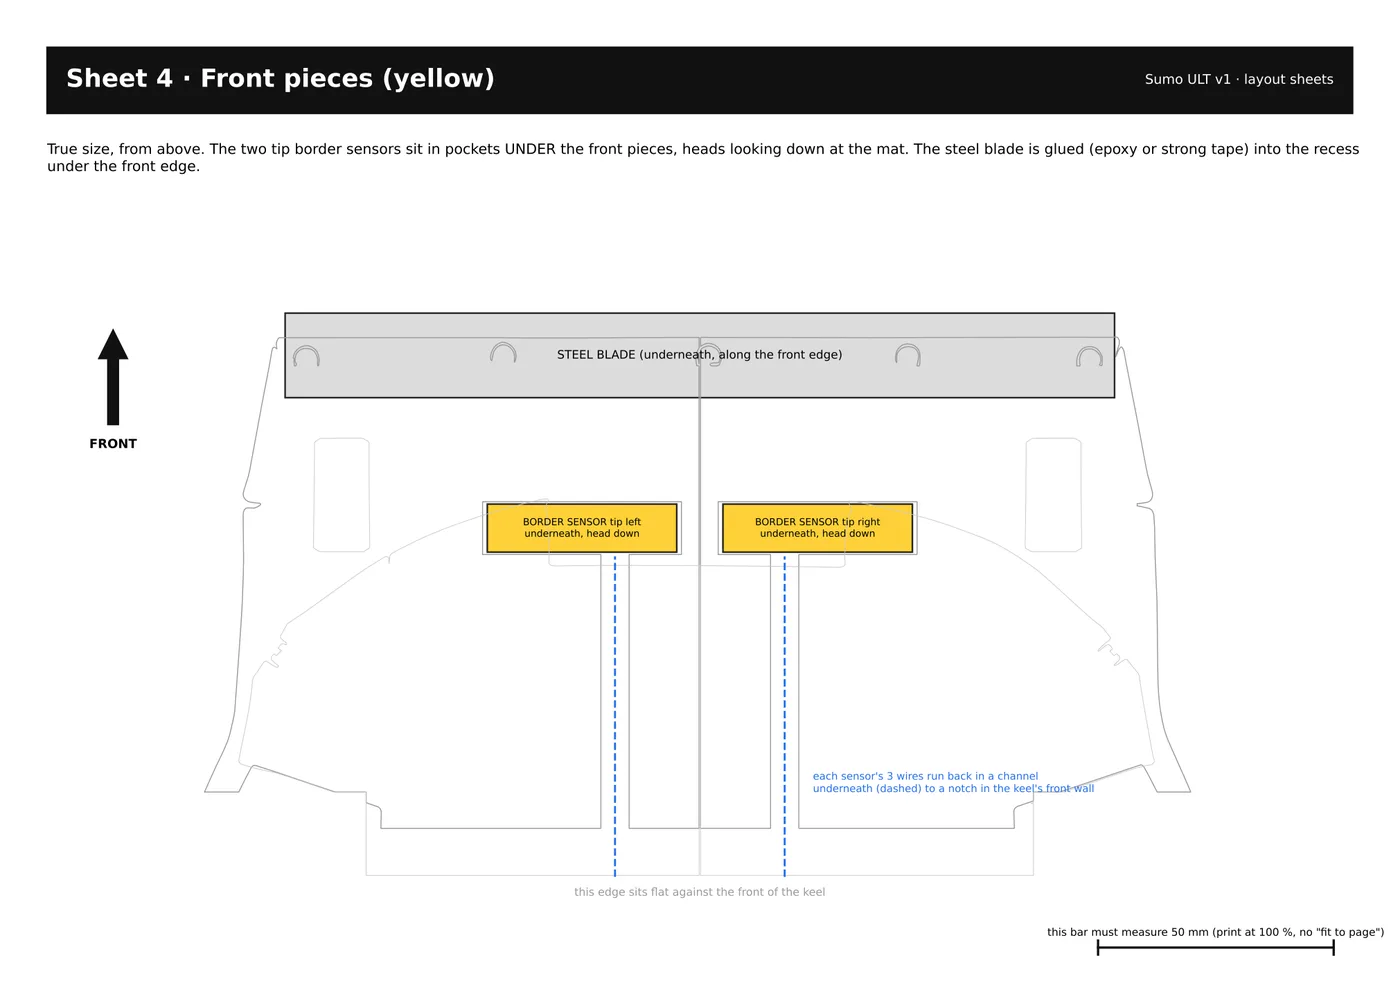 Sheet 4 · Front pieces (yellow)
Sumo ULT v1 · layout sheets
True size, from above. The two tip border sensors sit in pockets UNDER the front pieces, heads looking down at the mat. The steel blade is glued (epoxy or strong tape) into the recess
under the front edge.
STEEL BLADE (underneath, along the front edge)
FRONT
BORDER SENSOR tip left
underneath, head down
BORDER SENSOR tip right
underneath, head down
each sensor's 3 wires run back in a channel
underneath (dashed) to a notch in the keel's front wall
this edge sits flat against the front of the keel
this bar must measure 50 mm (print at 100 %, no "fit to page")